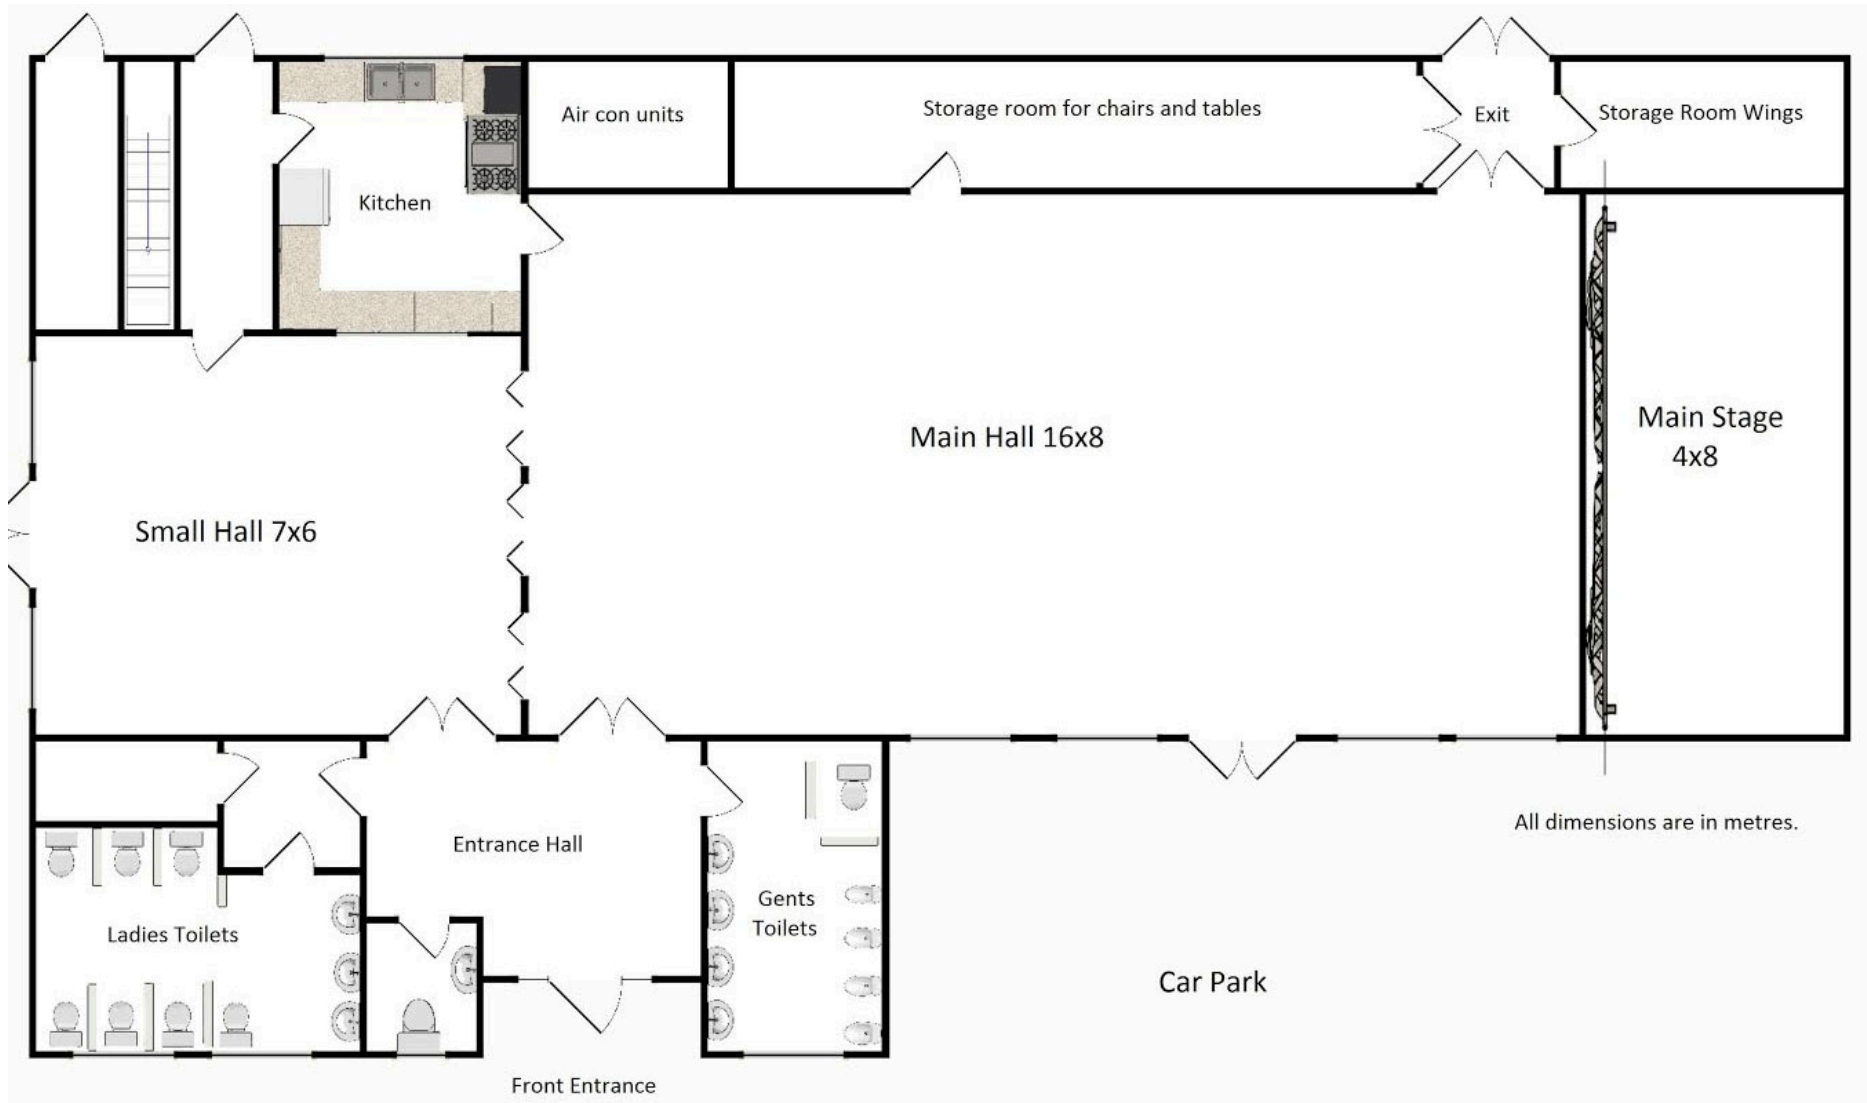 Air con units
Storage room for chairs and tables
Exit
Storage Room Wings
Kitchen
Main Hall 16x8
Main Stage
4x8
Small Hall 7x6
All dimensions are in metres.
Entrance Hall
Gents
Toilets
Ladies Toilets
Car Park
Front Entrance